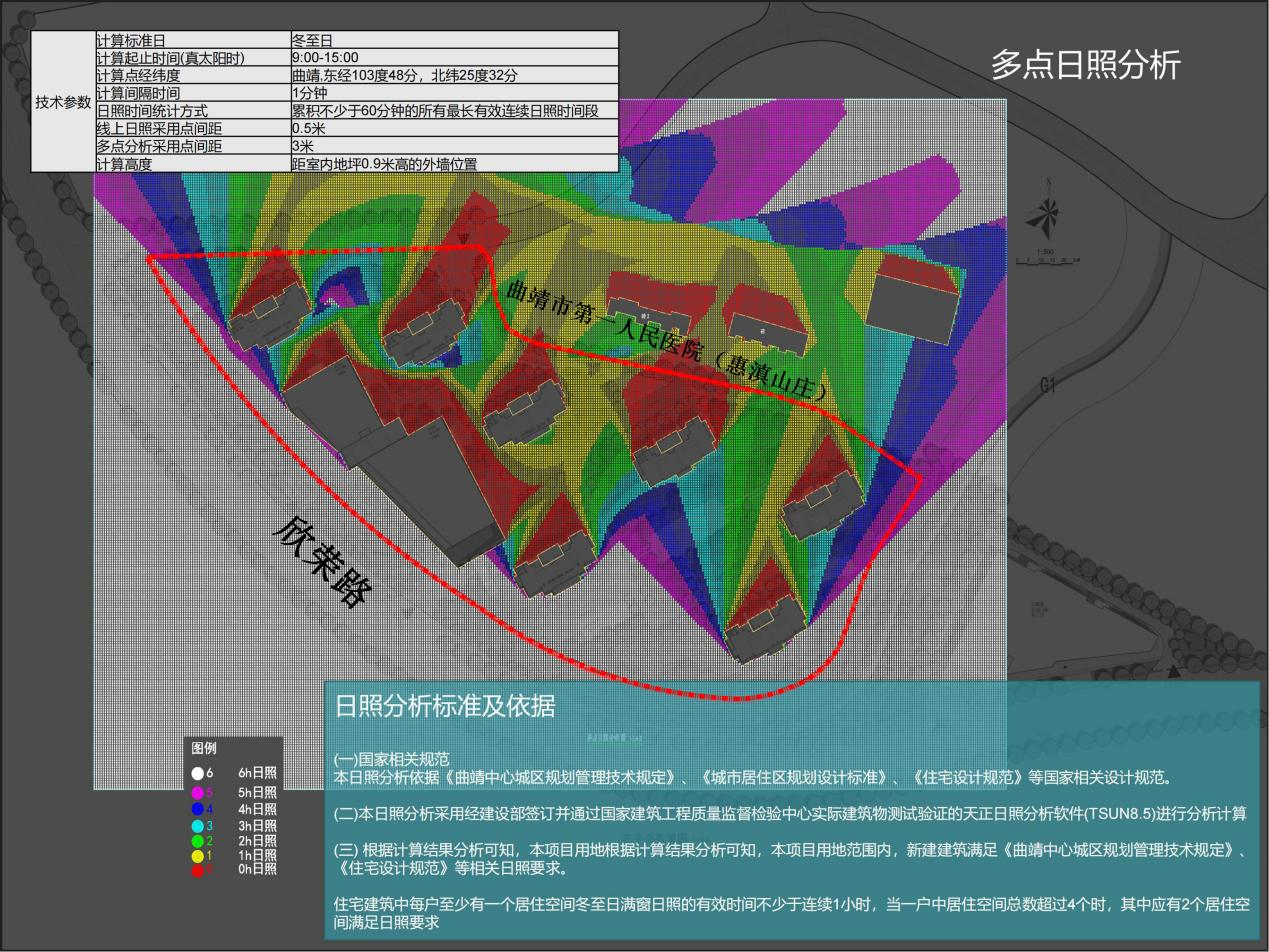 多点日照分析
技术参数
计算标准日 冬至日
计算起止时间(真太阳时) 9:00-15:00
计算点经纬度 曲靖,东经103度48分，北纬25度32分
计算间隔时间 1分钟
日照时间统计方式 累积不少于60分钟的所有最长有效连续日照时间段
线上日照采用点间距 0.5米
多点分析采用点间距 3米
计算高度 距室内地坪0.9米高的外墙位置
N
1:500
曲靖市第一人民医院（惠滇山庄）
G1
欣荣路
图例
6 6h日照
5 5h日照
4 4h日照
3 3h日照
2 2h日照
1 1h日照
0h日照
日照分析标准及依据
(一)国家相关规范
本日照分析依据《曲靖中心城区规划管理技术规定》、《城市居住区规划设计标准》、《住宅设计规范》等国家相关设计规范。
(二)本日照分析采用经建设部签订并通过国家建筑工程质量监督检验中心实际建筑物测试验证的天正日照分析软件(TSUN8.5)进行分析计算
(三) 根据计算结果分析可知，本项目用地根据计算结果分析可知，本项目用地范围内，新建建筑满足《曲靖中心城区规划管理技术规定》、
《住宅设计规范》等相关日照要求。
住宅建筑中每户至少有一个居住空间冬至日满窗日照的有效时间不少于连续1小时，当一户中居住空间总数超过4个时，其中应有2个居住空
间满足日照要求